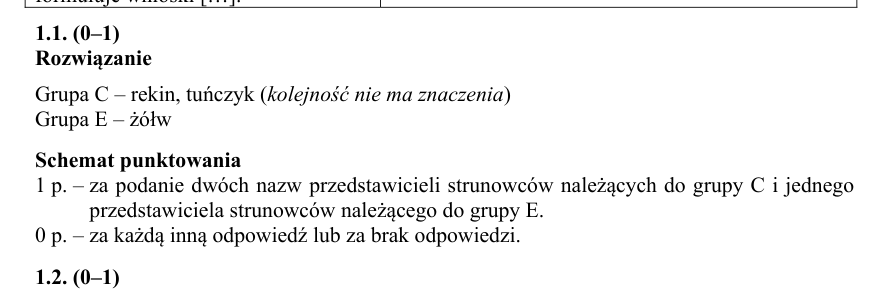 formułuje wnioski [...].
1.1. (0–1)
Rozwiązanie
Grupa C – rekin, tuńczyk (kolejność nie ma znaczenia)
Grupa E – żółw
Schemat punktowania
1 p. – za podanie dwóch nazw przedstawicieli strunowców należących do grupy C i jednego
przedstawiciela strunowców należącego do grupy E.
0 p. – za każdą inną odpowiedź lub za brak odpowiedzi.
1.2. (0–1)